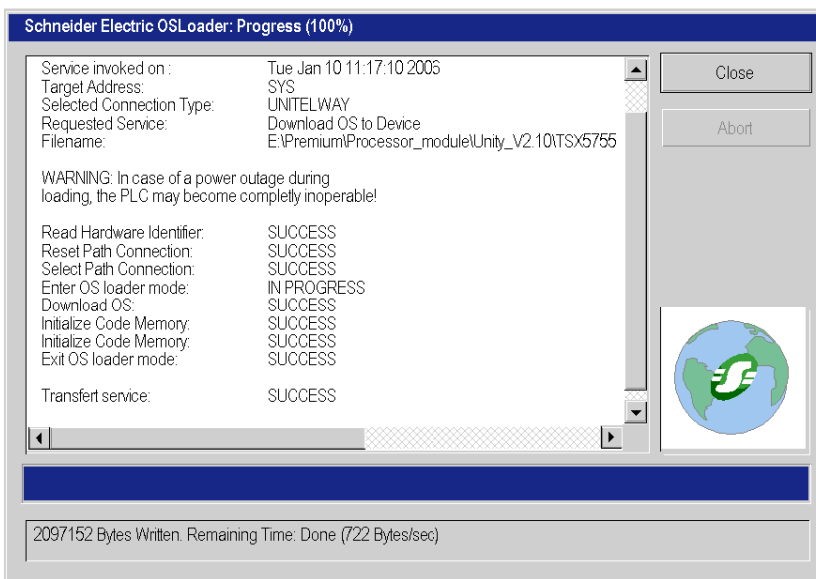 Schneider Electric OSLoader: Progress (100%)
Service invoked on : Tue Jan 10 11:17:10 2006
Target Address: SYS
Selected Connection Type: UNITELWAY
Requested Service: Download OS to Device
Filename: E:\Premium\Processor_module\Unity_V2.10\TSX5755
WARNING: In case of a power outage during
loading, the PLC may become completly inoperable!
Read Hardware Identifier: SUCCESS
Reset Path Connection: SUCCESS
Select Path Connection: SUCCESS
Enter OS loader mode: IN PROGRESS
Download OS: SUCCESS
Initialize Code Memory: SUCCESS
Initialize Code Memory: SUCCESS
Exit OS loader mode: SUCCESS
Transfert service: SUCCESS
Close
Abort
2097152 Bytes Written. Remaining Time: Done (722 Bytes/sec)